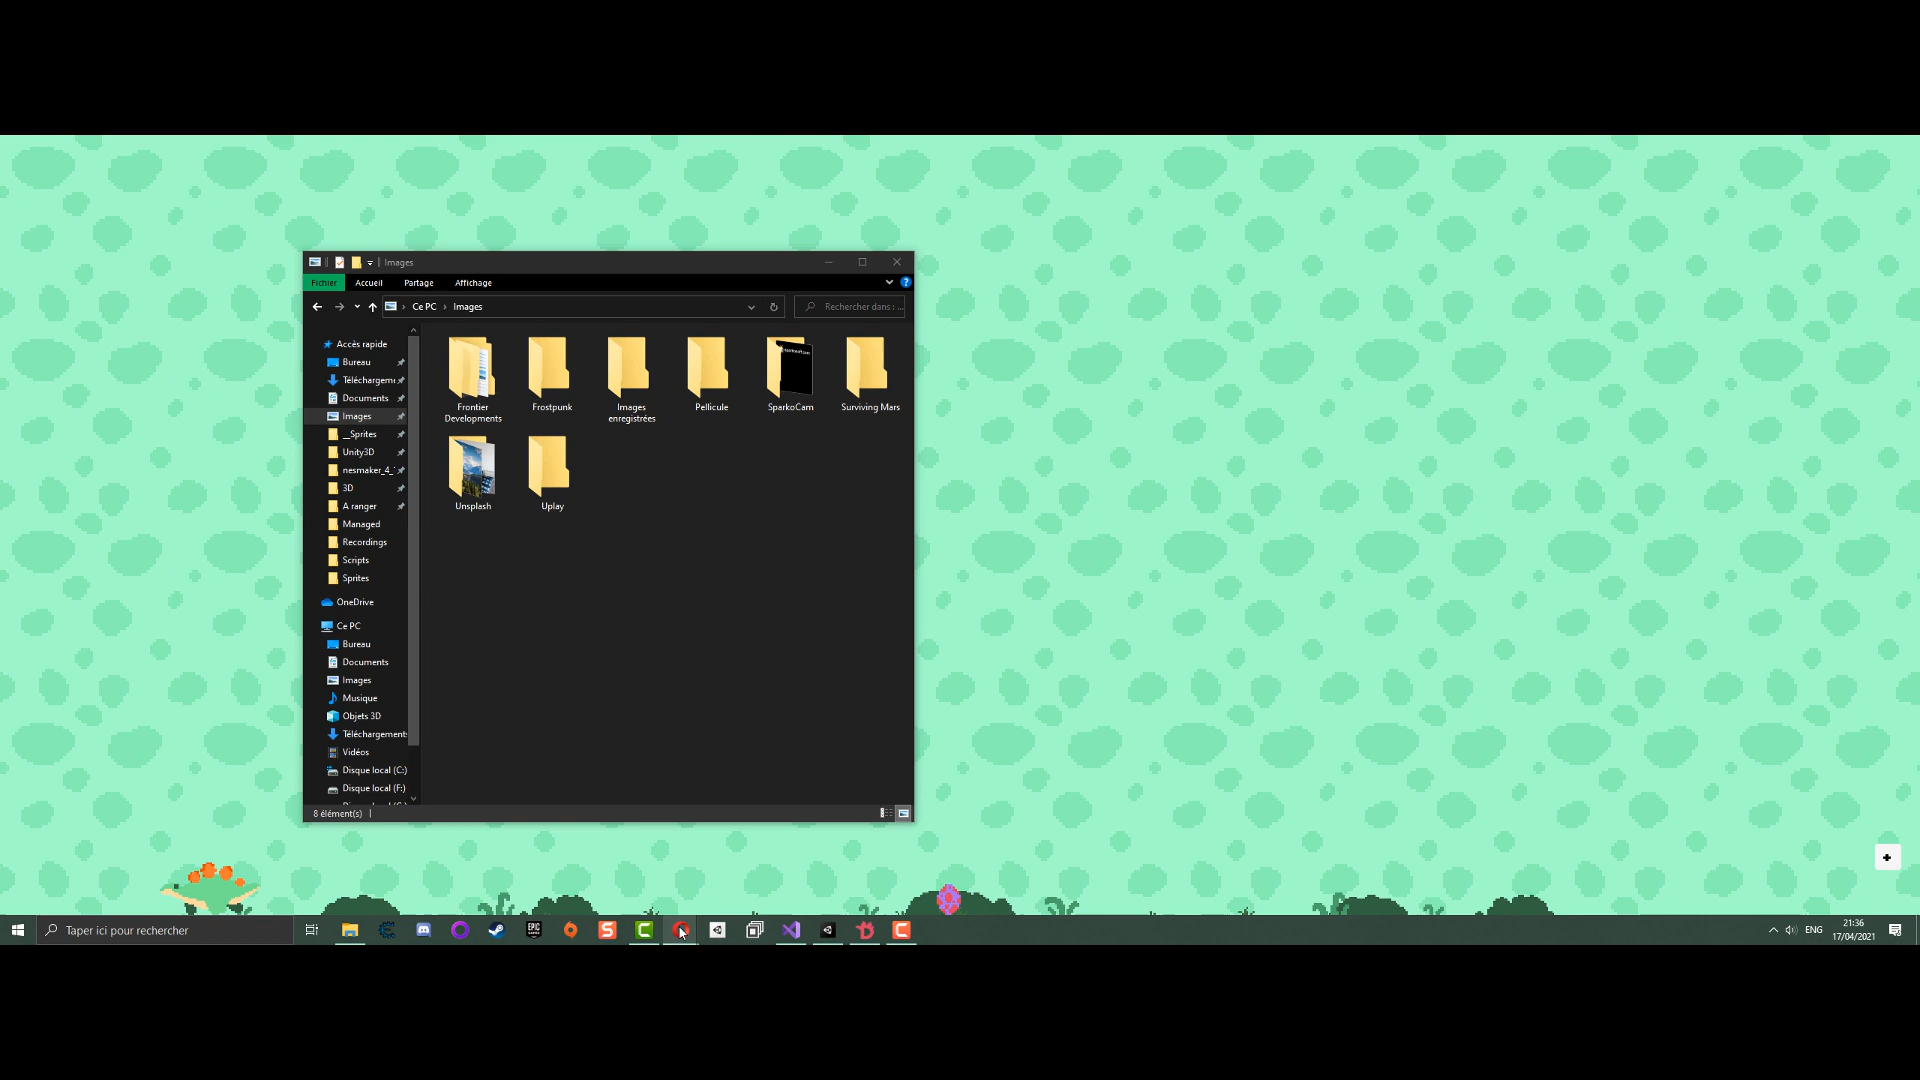 Images
Fichier
Accueil
Partage
Affichage
Ce PC
Images
Rechercher dans : ...
Accès rapide
Bureau
Téléchargem
Documents
Images
__Sprites
Unity3D
nesmaker_4_
3D
A ranger
Managed
Recordings
Scripts
Sprites
OneDrive
Ce PC
Bureau
Documents
Images
Musique
Objets 3D
Téléchargements
Vidéos
Disque local (C:)
Disque local (F:)
Frontier
Developments
Frostpunk
Images
enregistrées
Pellicule
SparkoCam
Surviving Mars
Unsplash
Uplay
8 élément(s)
Taper ici pour rechercher
EPIC
ENG
21:36
17/04/2021